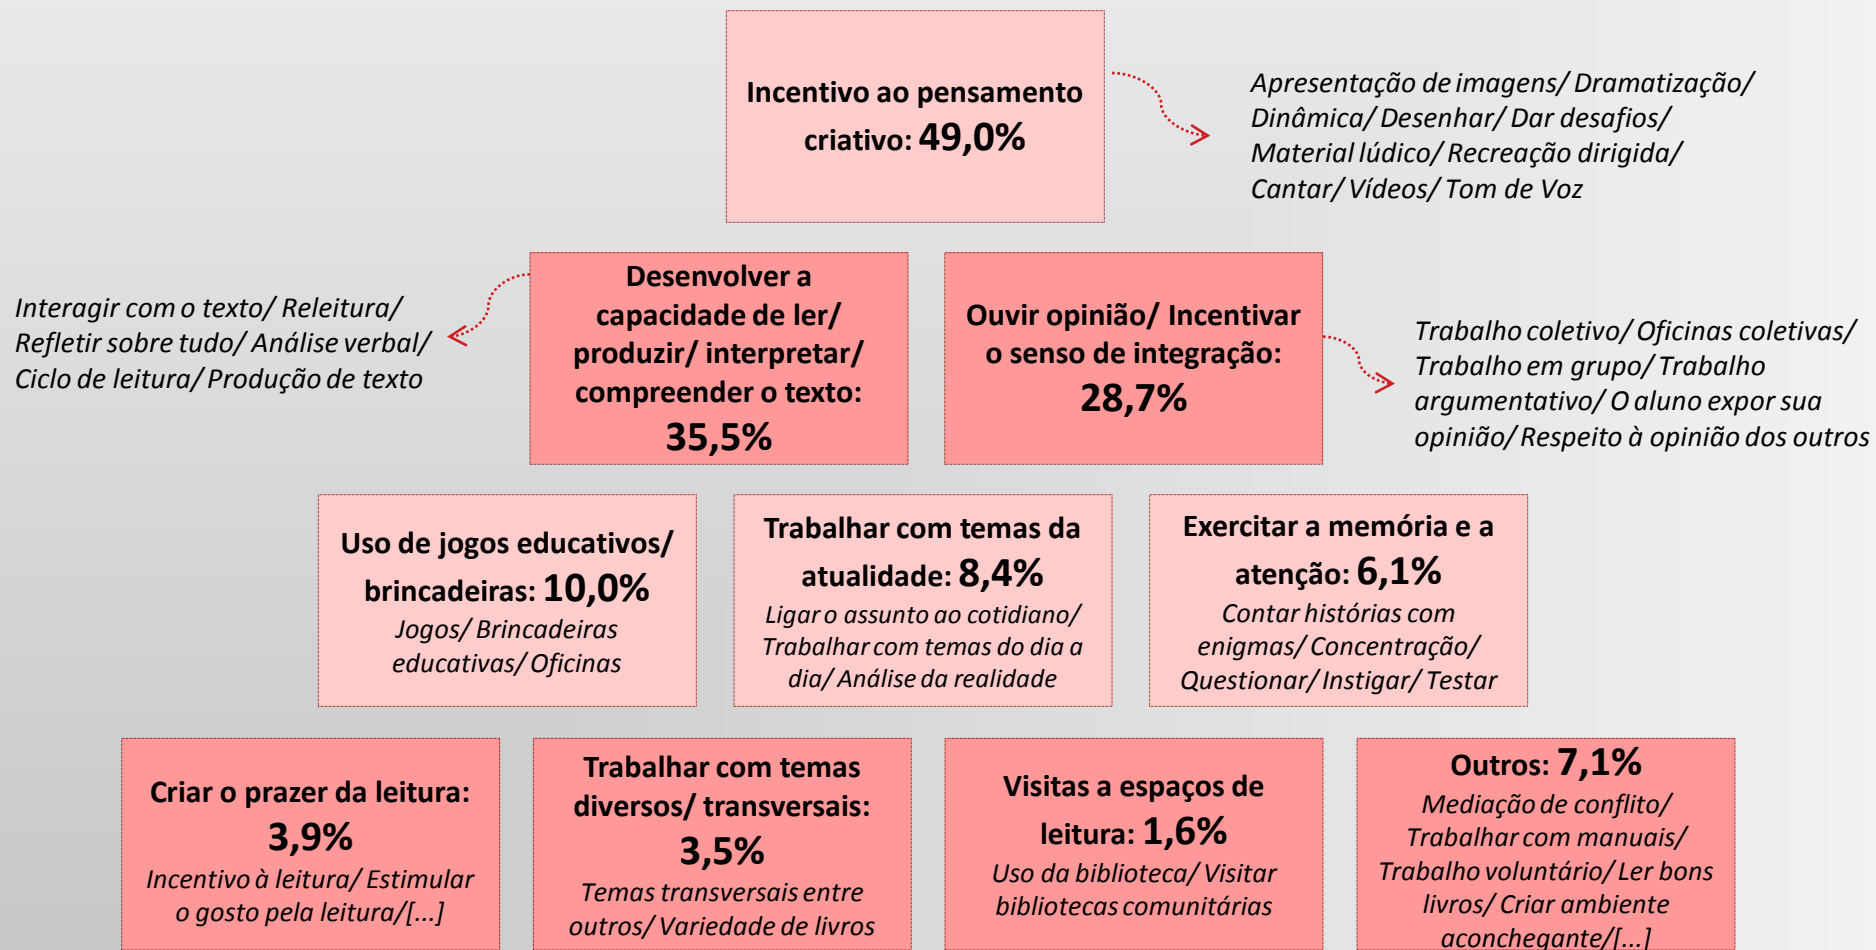 Incentivo ao pensamento
criativo: 49,0%
Apresentação de imagens/ Dramatização/
Dinâmica/ Desenhar/ Dar desafios/
Material lúdico/ Recreação dirigida/
Cantar/ Vídeos/ Tom de Voz
Interagir com o texto/ Releitura/
Refletir sobre tudo/ Análise verbal/
Ciclo de leitura/ Produção de texto
Desenvolver a
capacidade de ler/
produzir/ interpretar/
compreender o texto:
35,5%
Ouvir opinião/ Incentivar
o senso de integração:
28,7%
Trabalho coletivo/ Oficinas coletivas/
Trabalho em grupo/ Trabalho
argumentativo/ O aluno expor sua
opinião/ Respeito à opinião dos outros
Uso de jogos educativos/
brincadeiras: 10,0%
Jogos/ Brincadeiras
educativas/ Oficinas
Trabalhar com temas da
atualidade: 8,4%
Ligar o assunto ao cotidiano/
Trabalhar com temas do dia a
dia/ Análise da realidade
Exercitar a memória e a
atenção: 6,1%
Contar histórias com
enigmas/ Concentração/
Questionar/ Instigar/ Testar
Criar o prazer da leitura:
3,9%
Incentivo à leitura/ Estimular
o gosto pela leitura/[...]
Trabalhar com temas
diversos/ transversais:
3,5%
Temas transversais entre
outros/ Variedade de livros
Visitas a espaços de
leitura: 1,6%
Uso da biblioteca/ Visitar
bibliotecas comunitárias
Outros: 7,1%
Mediação de conflito/
Trabalhar com manuais/
Trabalho voluntário/ Ler bons
livros/ Criar ambiente
aconchegante/[...]